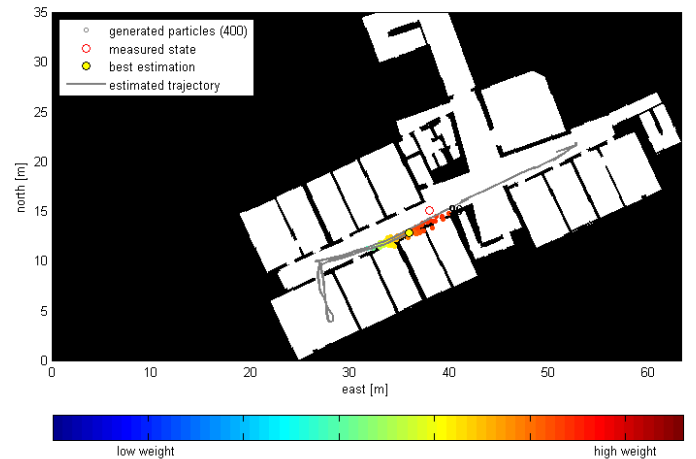 35
30
25
20
15
10
5
0
north [m]
generated particles (400)
measured state
best estimation
estimated trajectory
0 10 20 30 40 50 60
east [m]
low weight high weight